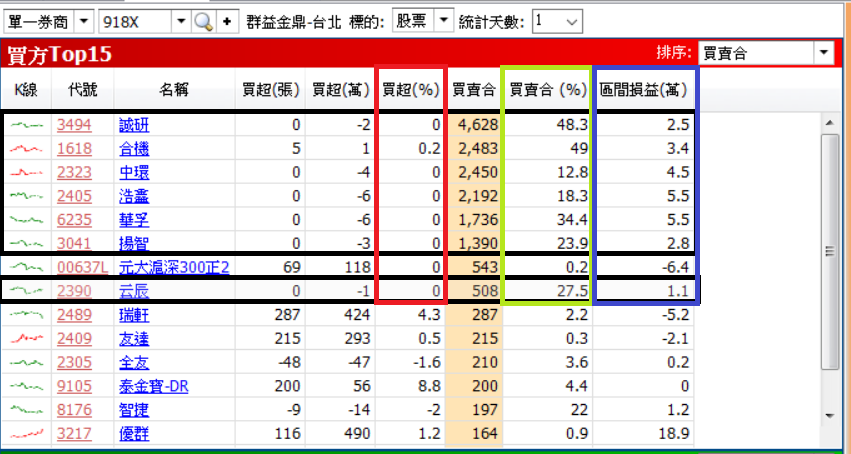 單一券商 918X + 群益金鼎-台北 標的: 股票 統計天數: 1
買方Top15 排序: 買賣合
K線 代號 名稱 買超(張) 買超(萬) 買超(%) 買賣合 買賣合 (%) 區間損益(萬)
3494 誠研 0 -2 0 4,628 48.3 2.5
1618 合機 5 1 0.2 2,483 49 3.4
2323 中環 0 -4 0 2,450 12.8 4.5
2405 浩鑫 0 -6 0 2,192 18.3 5.5
6235 華孚 0 -6 0 1,736 34.4 5.5
3041 揚智 0 -3 0 1,390 23.9 2.8
00637L 元大滬深300正2 69 118 0 543 0.2 -6.4
2390 云辰 0 -1 0 508 27.5 1.1
2489 瑞軒 287 424 4.3 287 2.2 -5.2
2409 友達 215 293 0.5 215 0.3 -2.1
2305 全友 -48 -47 -1.6 210 3.6 0.2
9105 泰金寶-DR 200 56 8.8 200 4.4 0
8176 智捷 -9 -14 -2 197 22 1.2
3217 優群 116 490 1.2 164 0.9 18.9